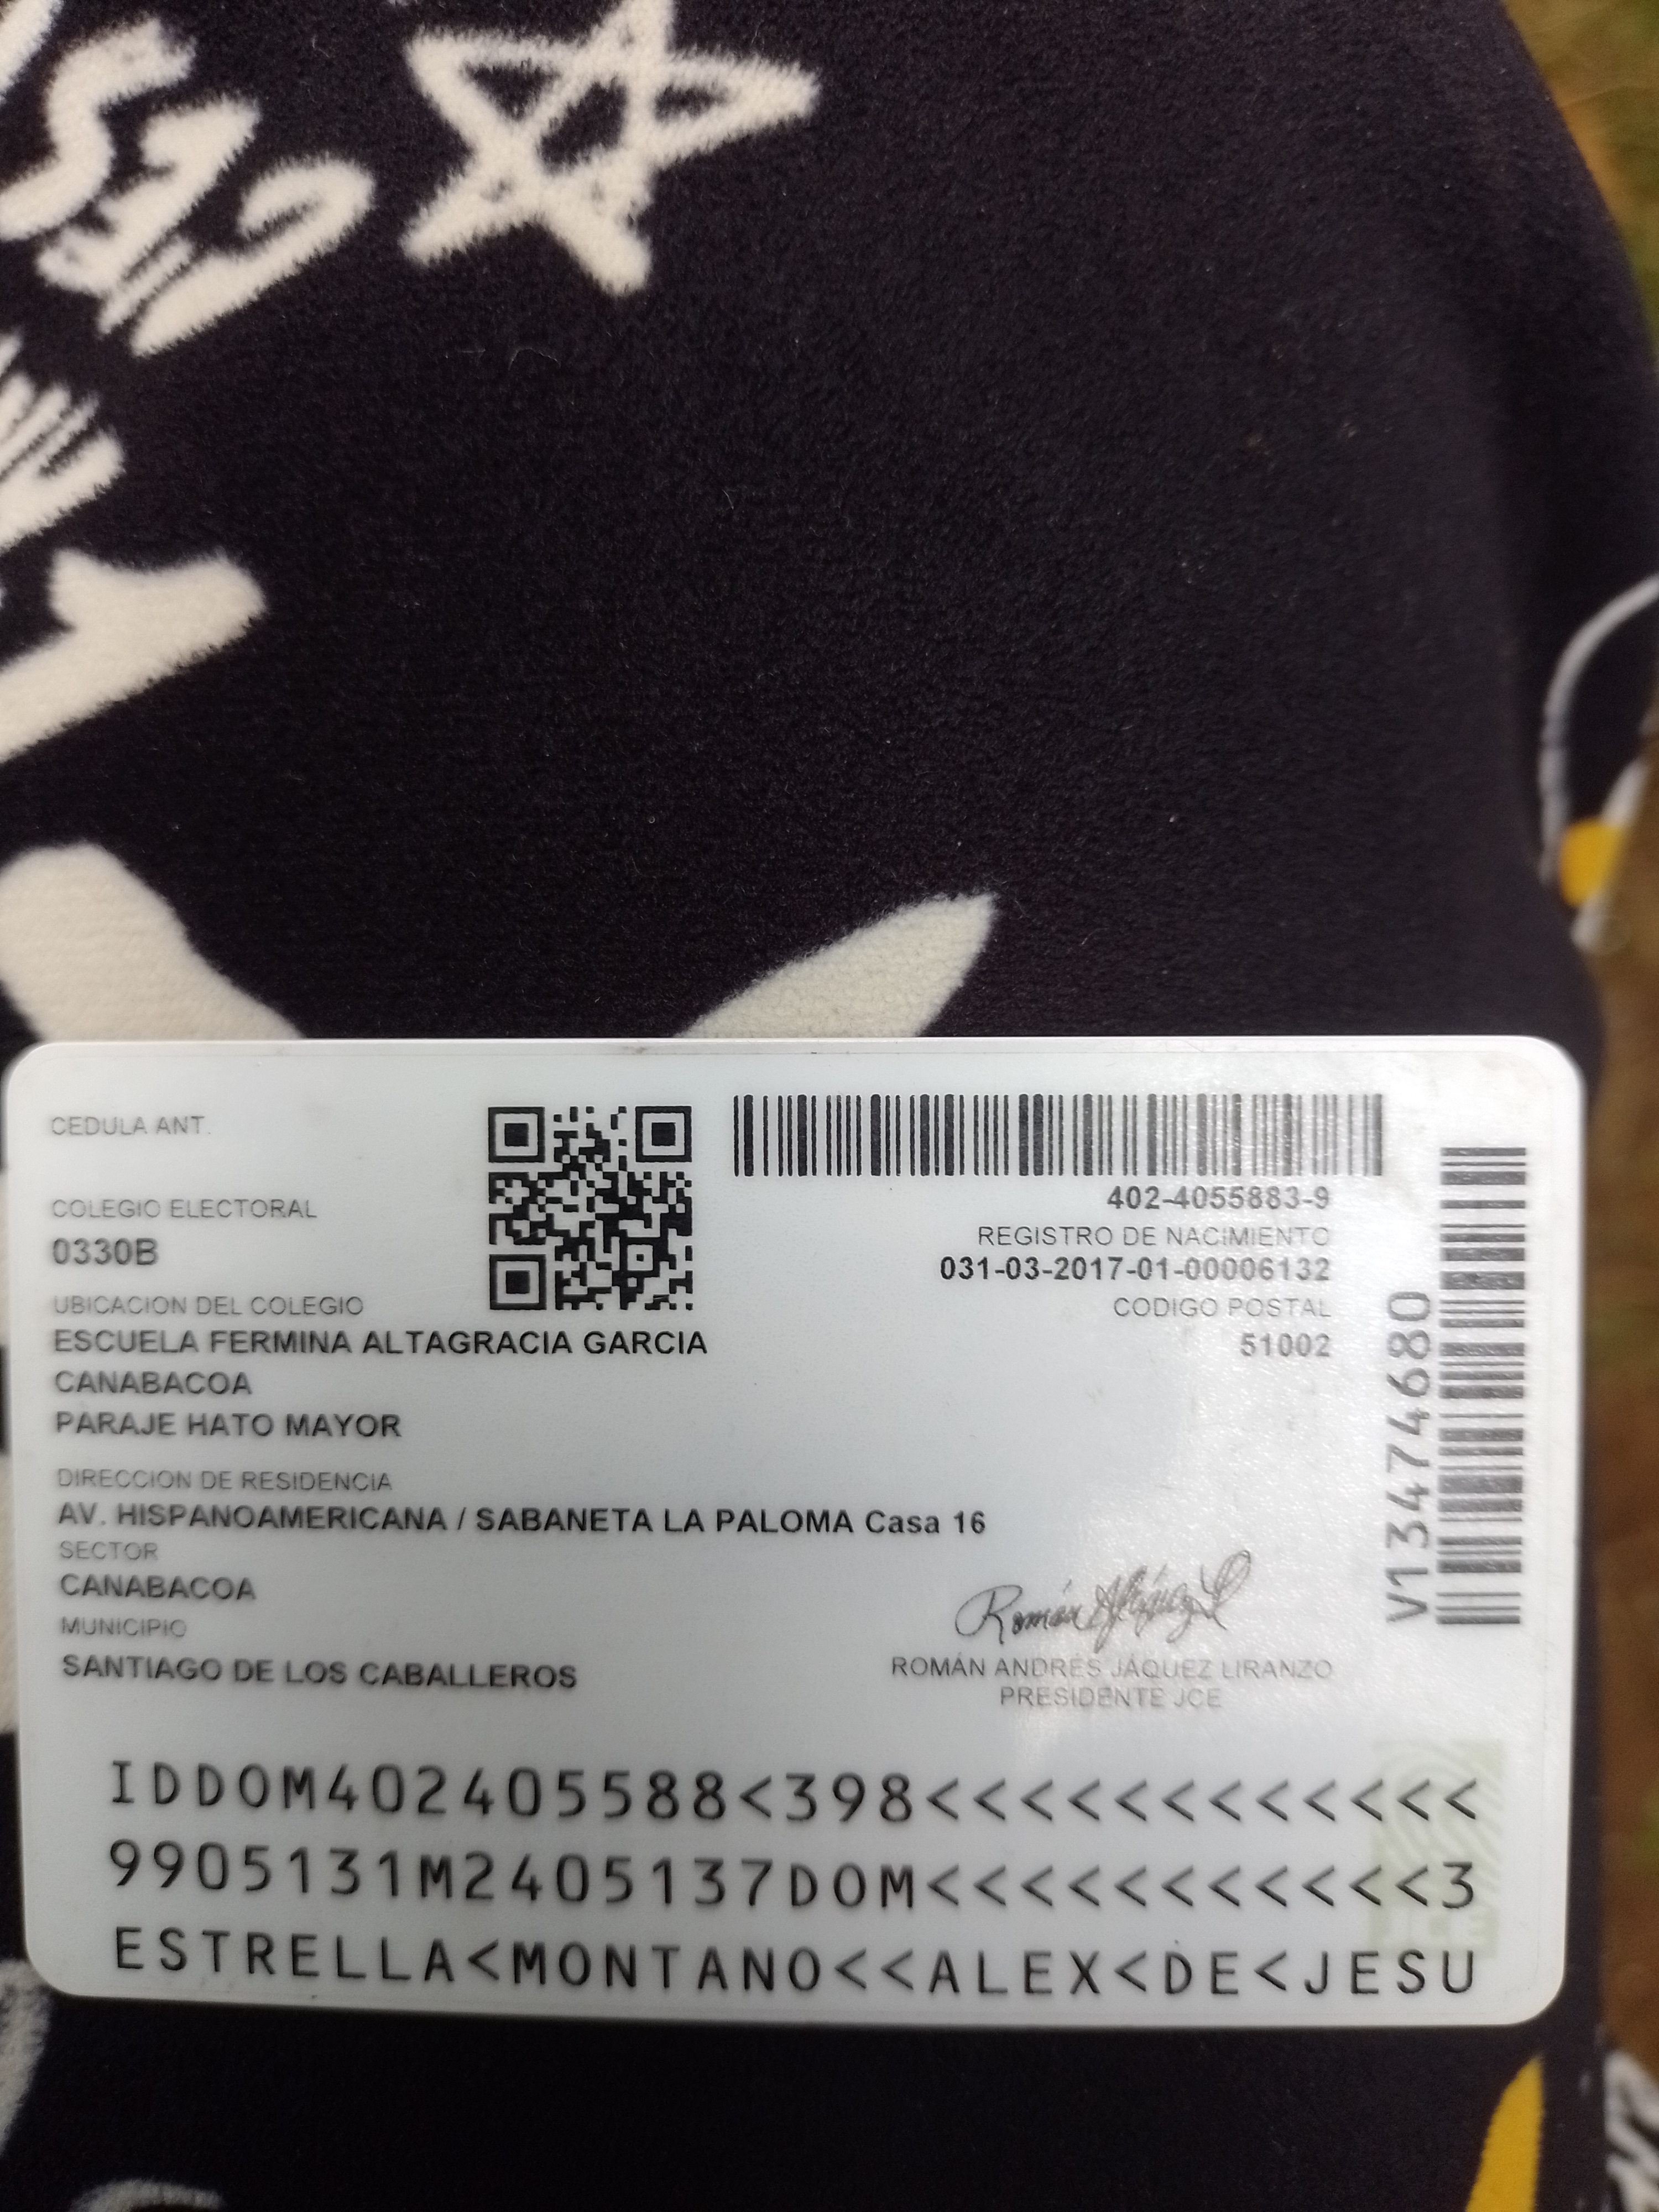 CEDULA ANT.
COLEGIO ELECTORAL
0330B
UBICACION DEL COLEGIO
ESCUELA FERMINA ALTAGRACIA GARCIA
CANABACOA
PARAJE HATO MAYOR
DIRECCION DE RESIDENCIA
AV. HISPANOAMERICANA / SABANETA LA PALOMA Casa 16
SECTOR
CANABACOA
MUNICIPIO
SANTIAGO DE LOS CABALLEROS
402-4055883-9
REGISTRO DE NACIMIENTO
031-03-2017-01-00006132
CODIGO POSTAL
51002
V134746​80
ROMÁN ANDRÉS JÁQUEZ LIRANZO
PRESIDENTE JCE
IDDOM402405588<398<<<<<<<<<<<<
9905131M2405137DOM<<<<<<<<<<<3
ESTRELLA<MONTANO<<ALEX<DE<JESU